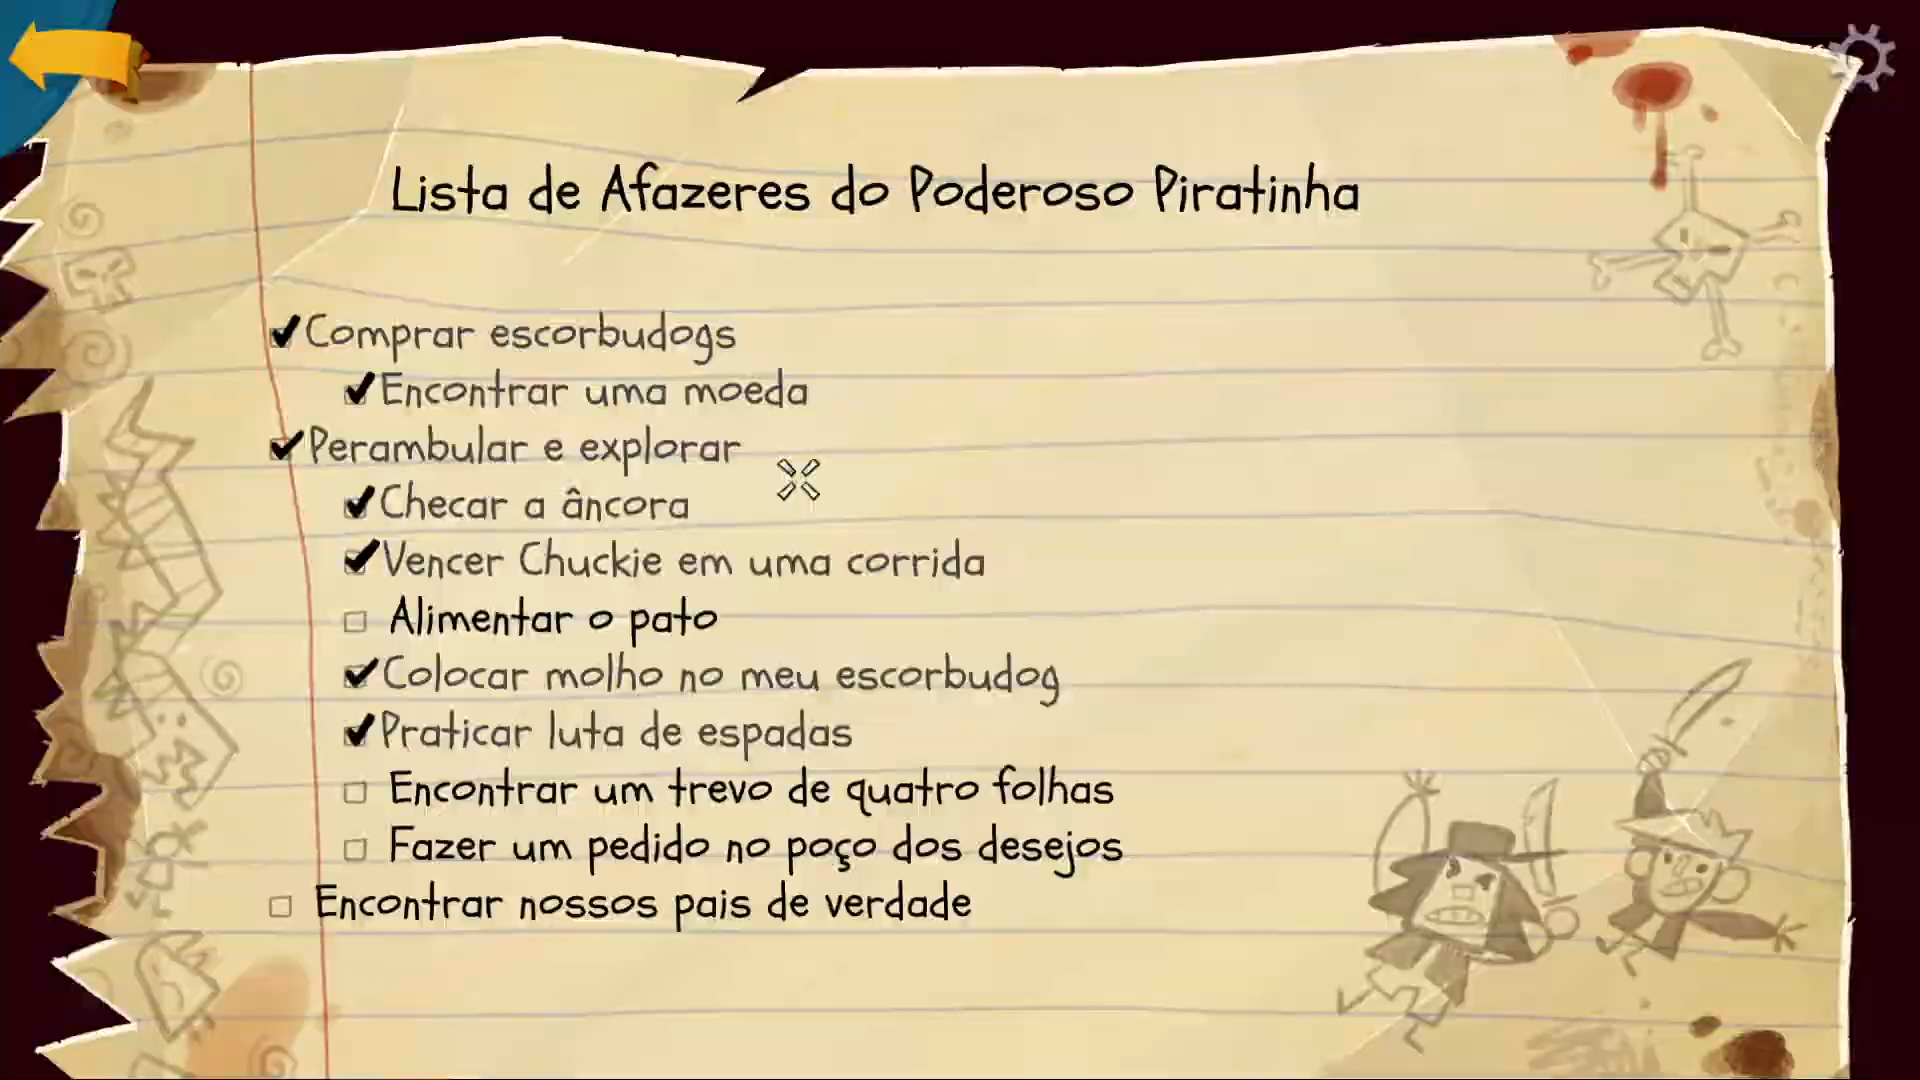 Lista de Afazeres do Poderoso Piratinha
Comprar escorbudogs
Encontrar uma moeda
Perambular e explorar
Checar a âncora
Vencer Chuckie em uma corrida
Alimentar o pato
Colocar molho no meu escorbudog
Praticar luta de espadas
Encontrar um trevo de quatro folhas
Fazer um pedido no poço dos desejos
Encontrar nossos pais de verdade